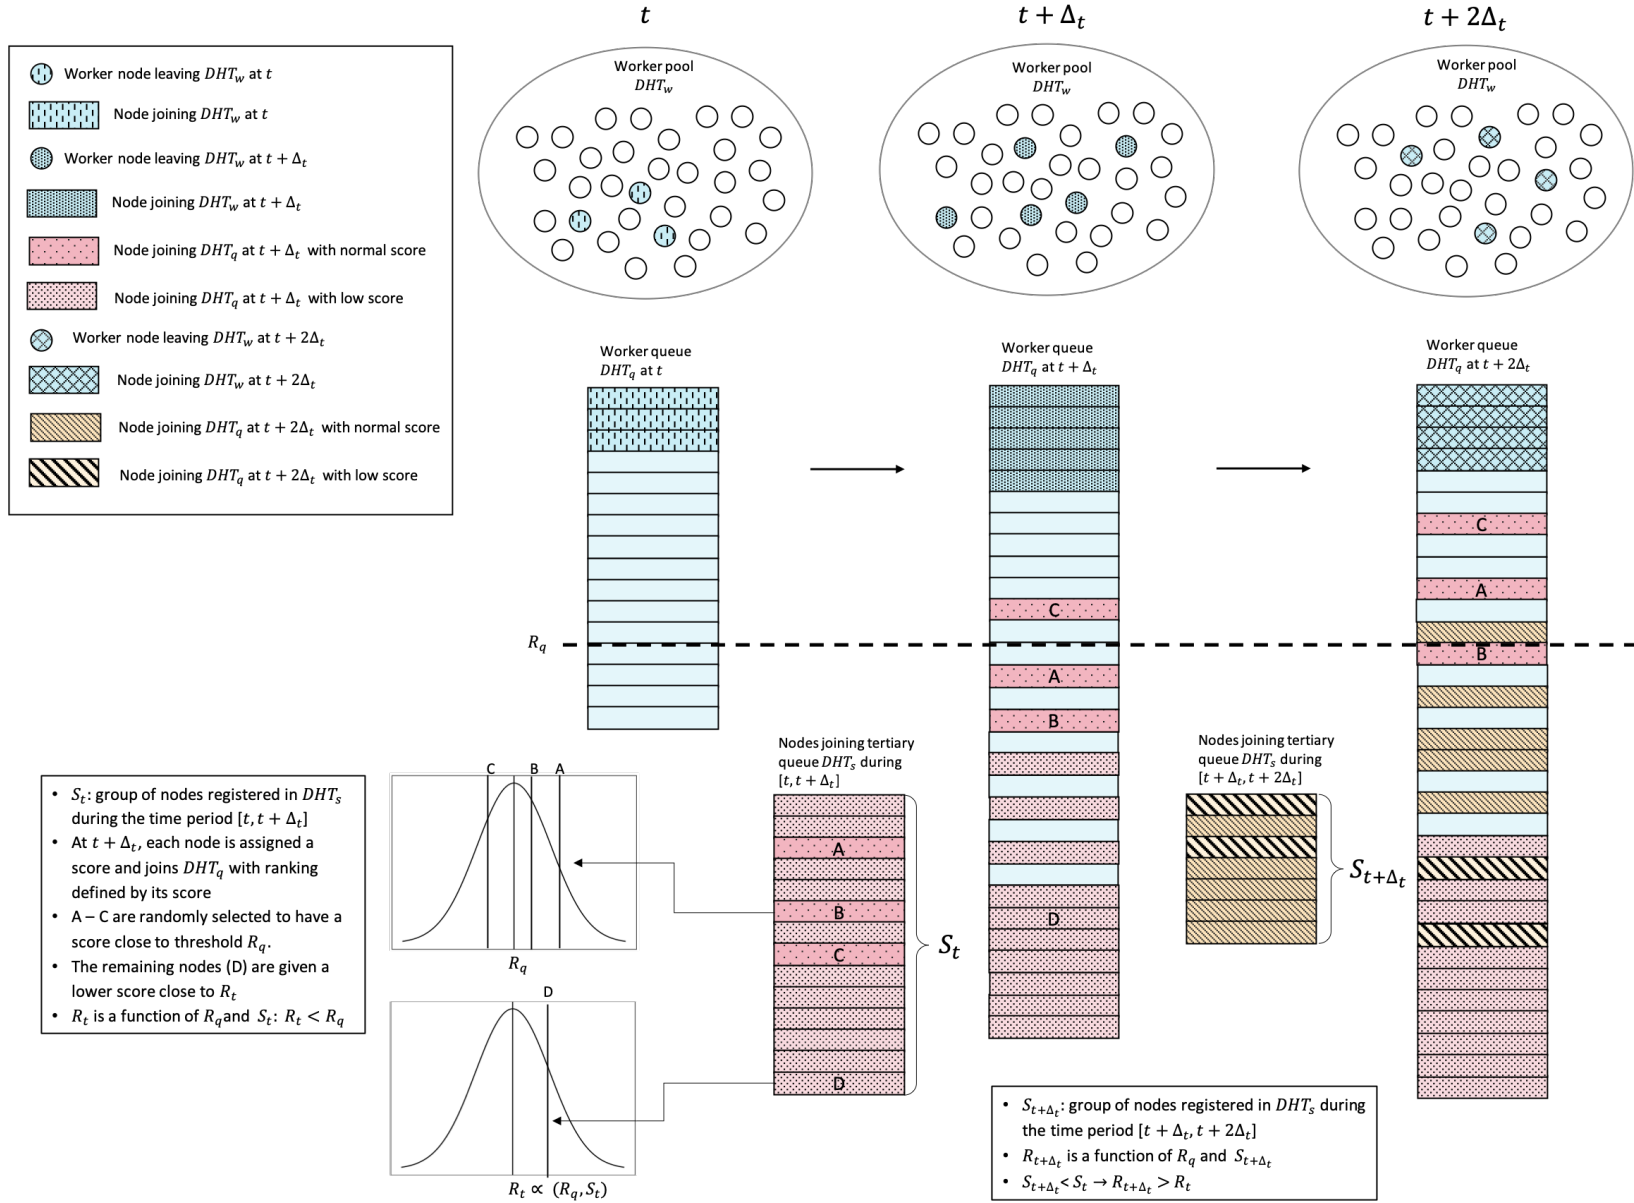 t
t + Δt
t + 2Δt
Worker node leaving DHTw at t
Node joining DHTw at t
Worker node leaving DHTw at t + Δt
Node joining DHTw at t + Δt
Node joining DHTq at t + Δt with normal score
Node joining DHTq at t + Δt with low score
Worker node leaving DHTw at t + 2Δt
Node joining DHTw at t + 2Δt
Node joining DHTq at t + 2Δt with normal score
Node joining DHTq at t + 2Δt with low score
Worker pool
DHTw
Worker pool
DHTw
Worker pool
DHTw
Worker queue
DHTq at t
Worker queue
DHTq at t + Δt
Worker queue
DHTq at t + 2Δt
Rq
C
A
B
D
C
A
B
• St: group of nodes registered in DHTs
during the time period [t, t + Δt]
• At t + Δt, each node is assigned a
score and joins DHTq with ranking
defined by its score
• A – C are randomly selected to have a
score close to threshold Rq.
• The remaining nodes (D) are given a
lower score close to Rt
• Rt is a function of Rqand St: Rt < Rq
C B A
Rq
D
Rt ∝ (Rq, St)
Nodes joining tertiary
queue DHTs during
[t, t + Δt]
A
B
C
D
St
Nodes joining tertiary
queue DHTs during
[t + Δt, t + 2Δt]
St+Δt
• St+Δt: group of nodes registered in DHTs during
the time period [t + Δt, t + 2Δt]
• Rt+Δt is a function of Rq and St+Δt
• St+Δt< St → Rt+Δt > Rt